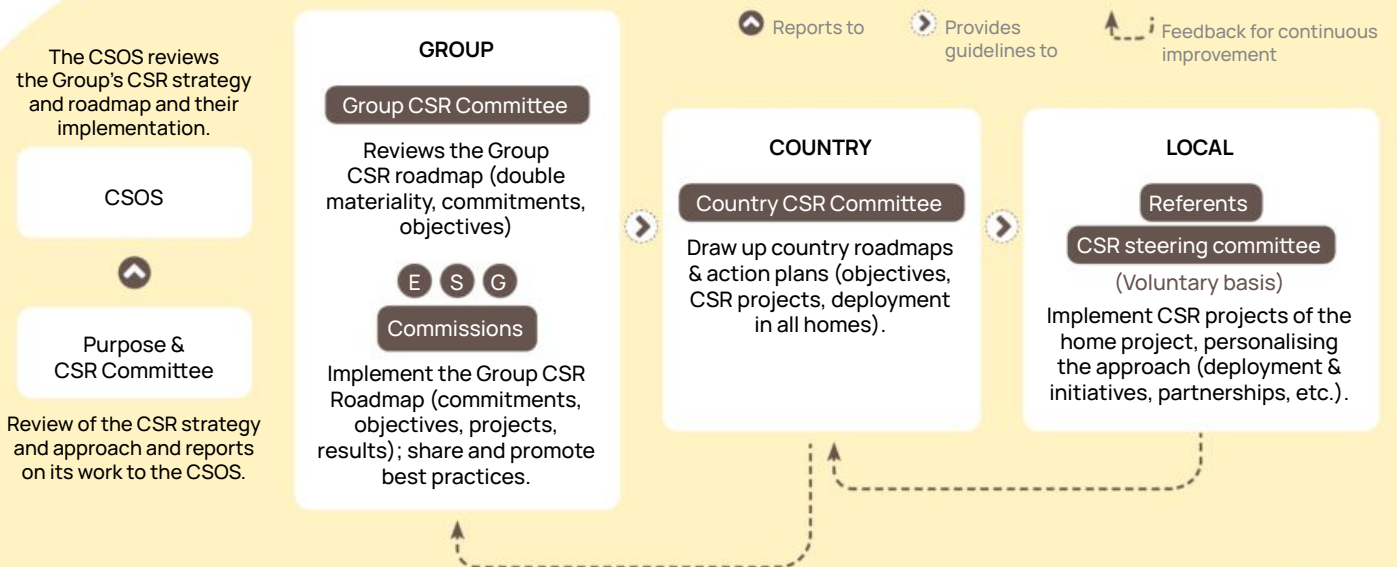 Reports to
Provides
guidelines to
Feedback for continuous
improvement
The CSOS reviews
the Group's CSR strategy
and roadmap and their
implementation.
CSOS
Purpose &
CSR Committee
Review of the CSR strategy
and approach and reports
on its work to the CSOS.
GROUP
Group CSR Committee
Reviews the Group
CSR roadmap (double
materiality, commitments,
objectives)
E S G
Commissions
Implement the Group CSR
Roadmap (commitments,
objectives, projects,
results); share and promote
best practices.
COUNTRY
Country CSR Committee
Draw up country roadmaps
& action plans (objectives,
CSR projects, deployment
in all homes).
LOCAL
Referents
CSR steering committee
(Voluntary basis)
Implement CSR projects of the
home project, personalising
the approach (deployment &
initiatives, partnerships, etc.).